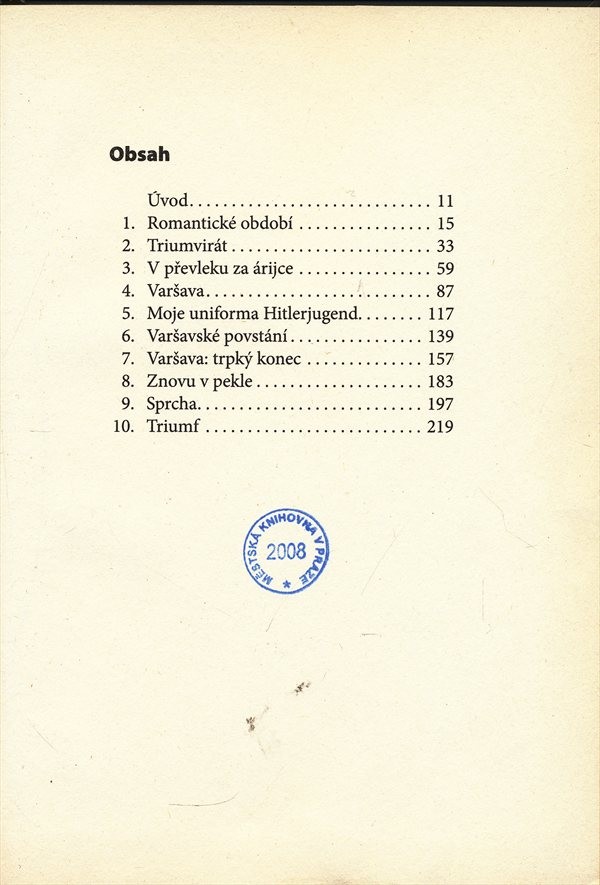 Obsah
Úvod............................. 11
1. Romantické období ................ 15
2. Triumvirát ........................ 33
3. V převleku za árijce ................ 59
4. Varšava........................... 87
5. Moje uniforma Hitlerjugend........ 117
6. Varšavské povstání................ 139
7. Varšava: trpký konec .............. 157
8. Znovu v pekle .................... 183
9. Sprcha........................... 197
10. Triumf .......................... 219
MĚSTSKÁ KNIHOVNA V PRAZE *
2008